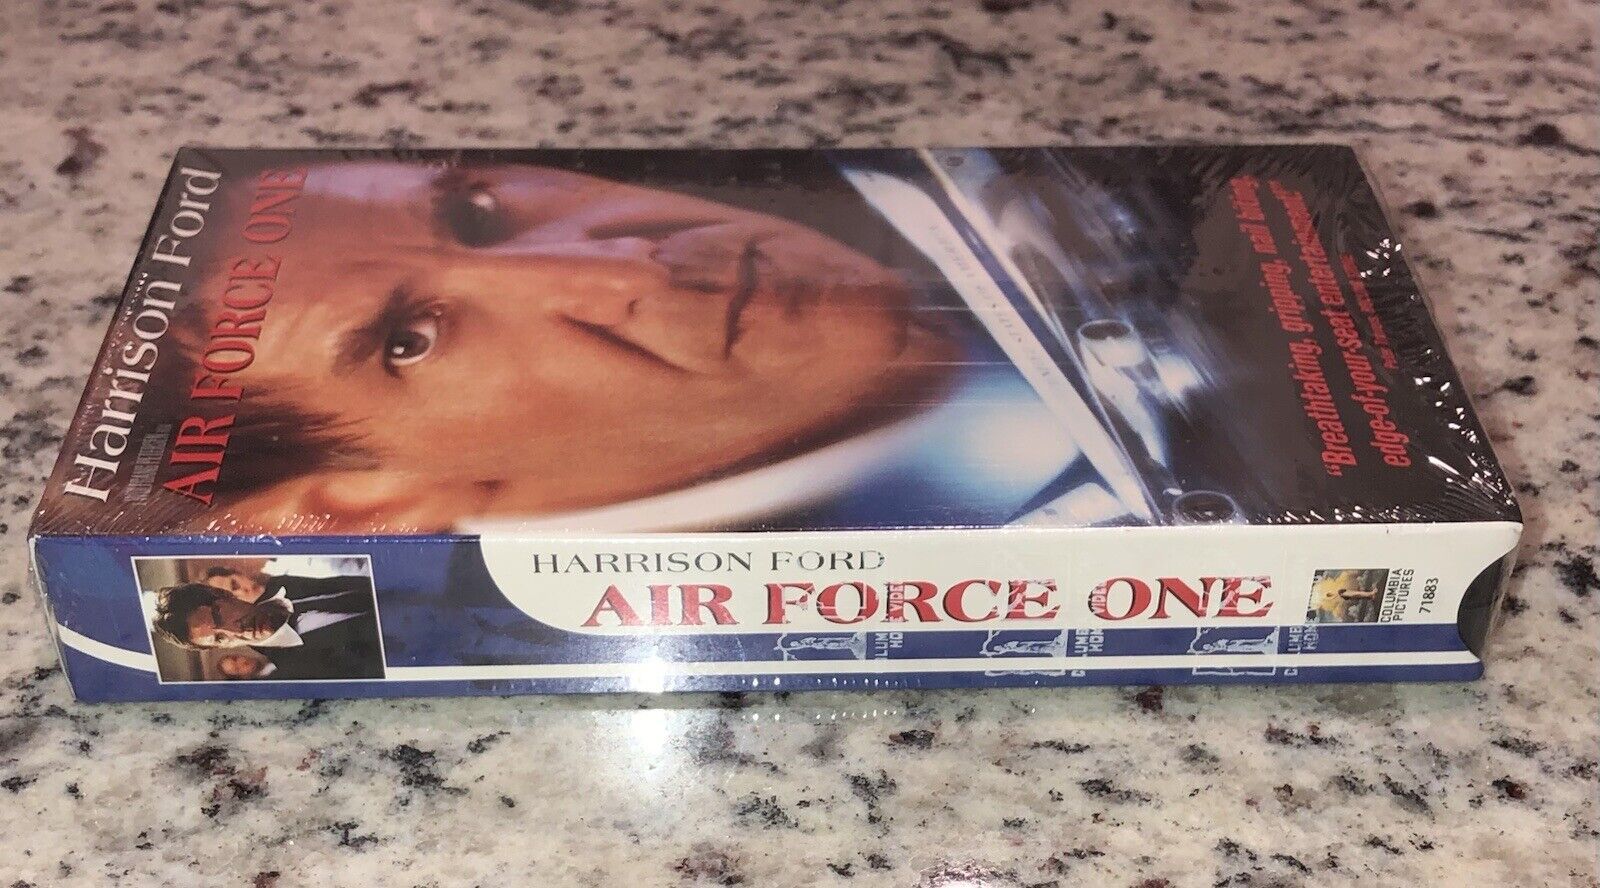 Harrison Ford
AIR FORCE ONE
"Breathtaking, gripping, nail biting,
edge-of-your-seat entertainment!"
HARRISON FORD
AIR FORCE ONE
COLUMBIA
PICTURES
71883